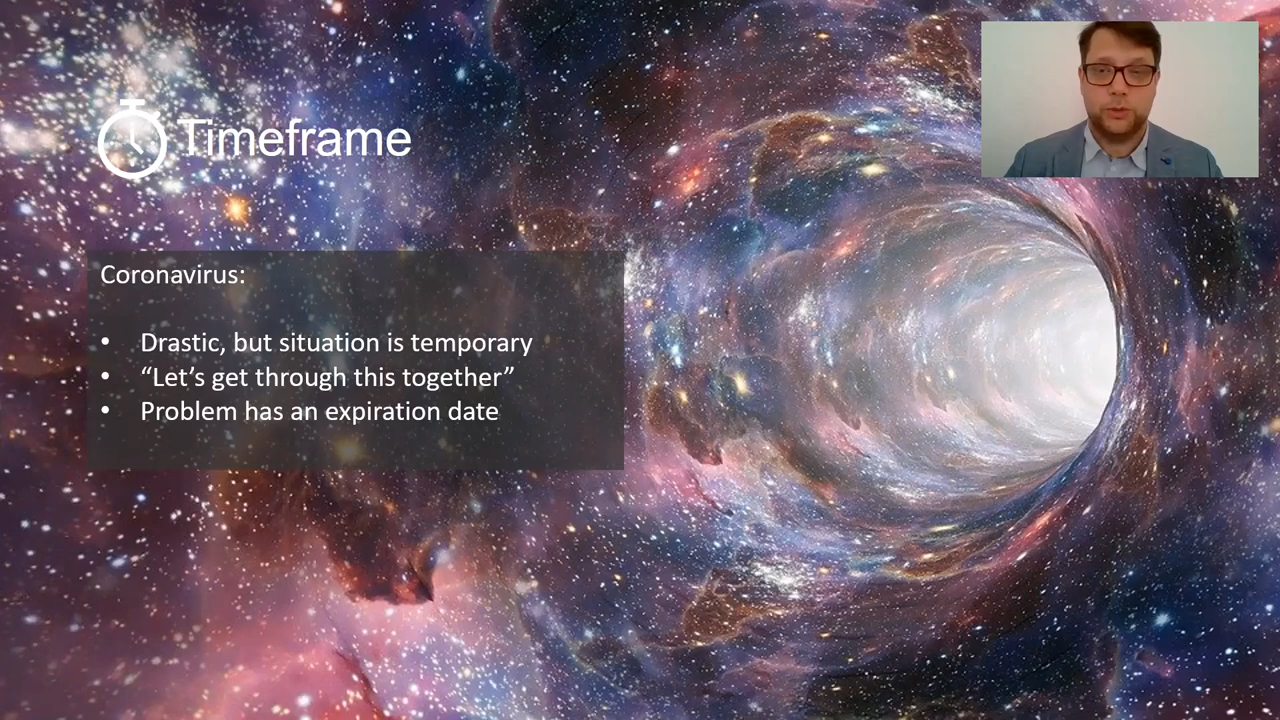 Timeframe
Coronavirus:
• Drastic, but situation is temporary
• “Let’s get through this together”
• Problem has an expiration date